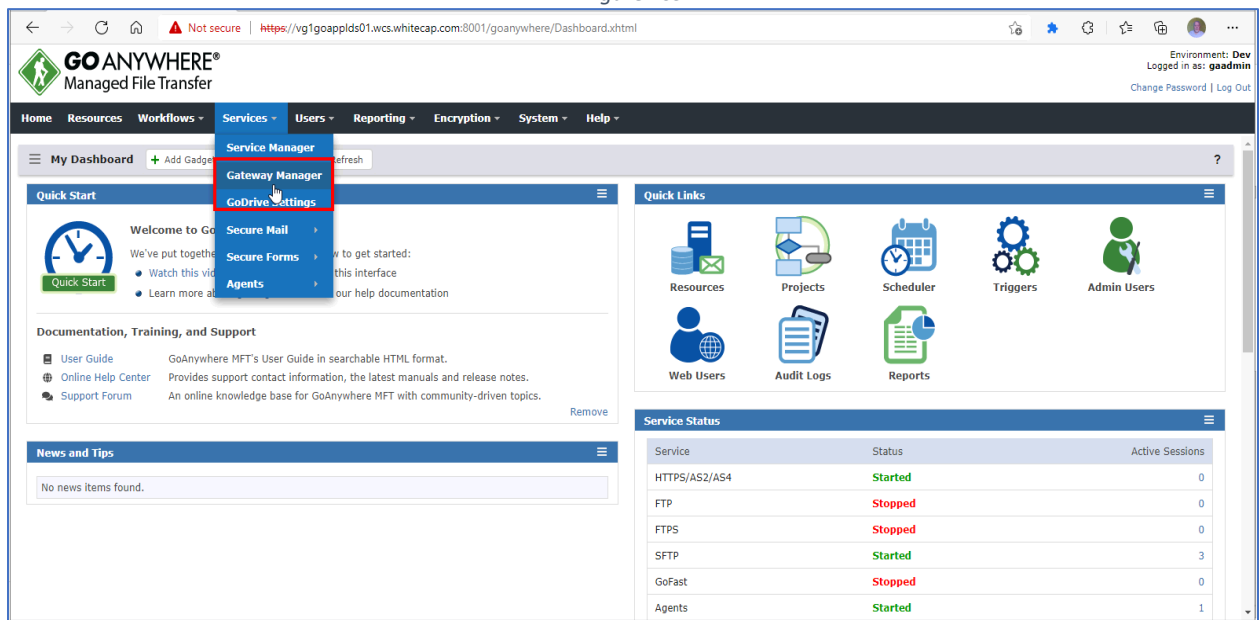 Not secure | https://vg1goapplds01.wcs.whitecap.com:8001/goanywhere/Dashboard.xhtml
GO ANYWHERE®
Managed File Transfer
Environment: Dev
Logged in as: gaadmin
Change Password | Log Out
Home Resources Workflows Services Users Reporting Encryption System Help
Service Manager
Gateway Manager
GoDrive Settings
Secure Mail
Secure Forms
Agents
My Dashboard + Add Gadge efresh ?
Quick Start
Quick Start
Welcome to Go
We've put togethe w to get started:
Watch this vid this interface
Learn more ab our help documentation
Documentation, Training, and Support
User Guide GoAnywhere MFT's User Guide in searchable HTML format.
Online Help Center Provides support contact information, the latest manuals and release notes.
Support Forum An online knowledge base for GoAnywhere MFT with community-driven topics.
Remove
News and Tips
No news items found.
Quick Links
Resources Projects Scheduler Triggers Admin Users
Web Users Audit Logs Reports
Service Status
Service Status Active Sessions
HTTPS/AS2/AS4 Started 0
FTP Stopped 0
FTPS Stopped 0
SFTP Started 3
GoFast Stopped 0
Agents Started 1